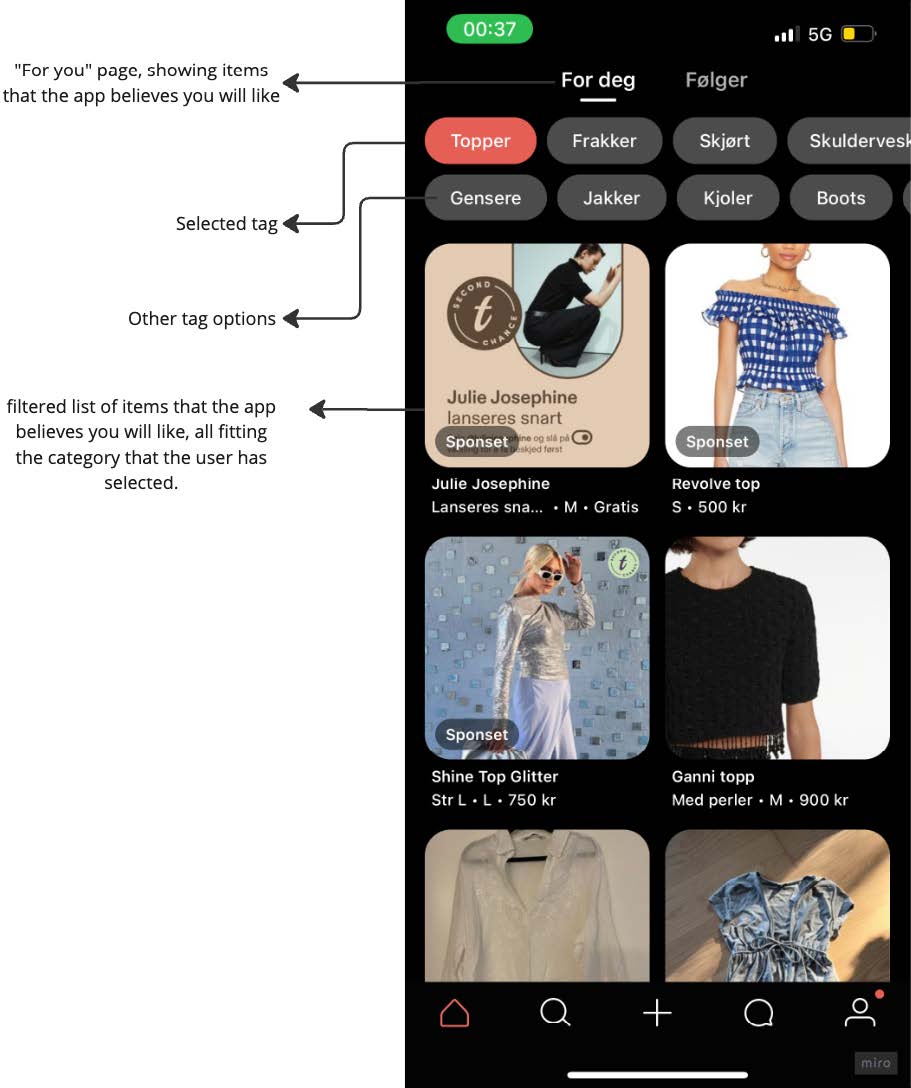 00:37
5G
"For you" page, showing items
that the app believes you will like
For deg
Følger
Topper
Frakker
Skjørt
Skuldervesk
Gensere
Jakker
Kjoler
Boots
Selected tag
Other tag options
filtered list of items that the app
believes you will like, all fitting
the category that the user has
selected.
SECOND
t
CHANCE
Julie Josephine
lanseres snart
og slå på
beskjed først
Sponset
Sponset
Julie Josephine
Lanseres sna... • M • Gratis
Revolve top
S • 500 kr
t
Sponset
Sponset
Shine Top Glitter
Str L • L • 750 kr
Ganni topp
Med perler • M • 900 kr
miro